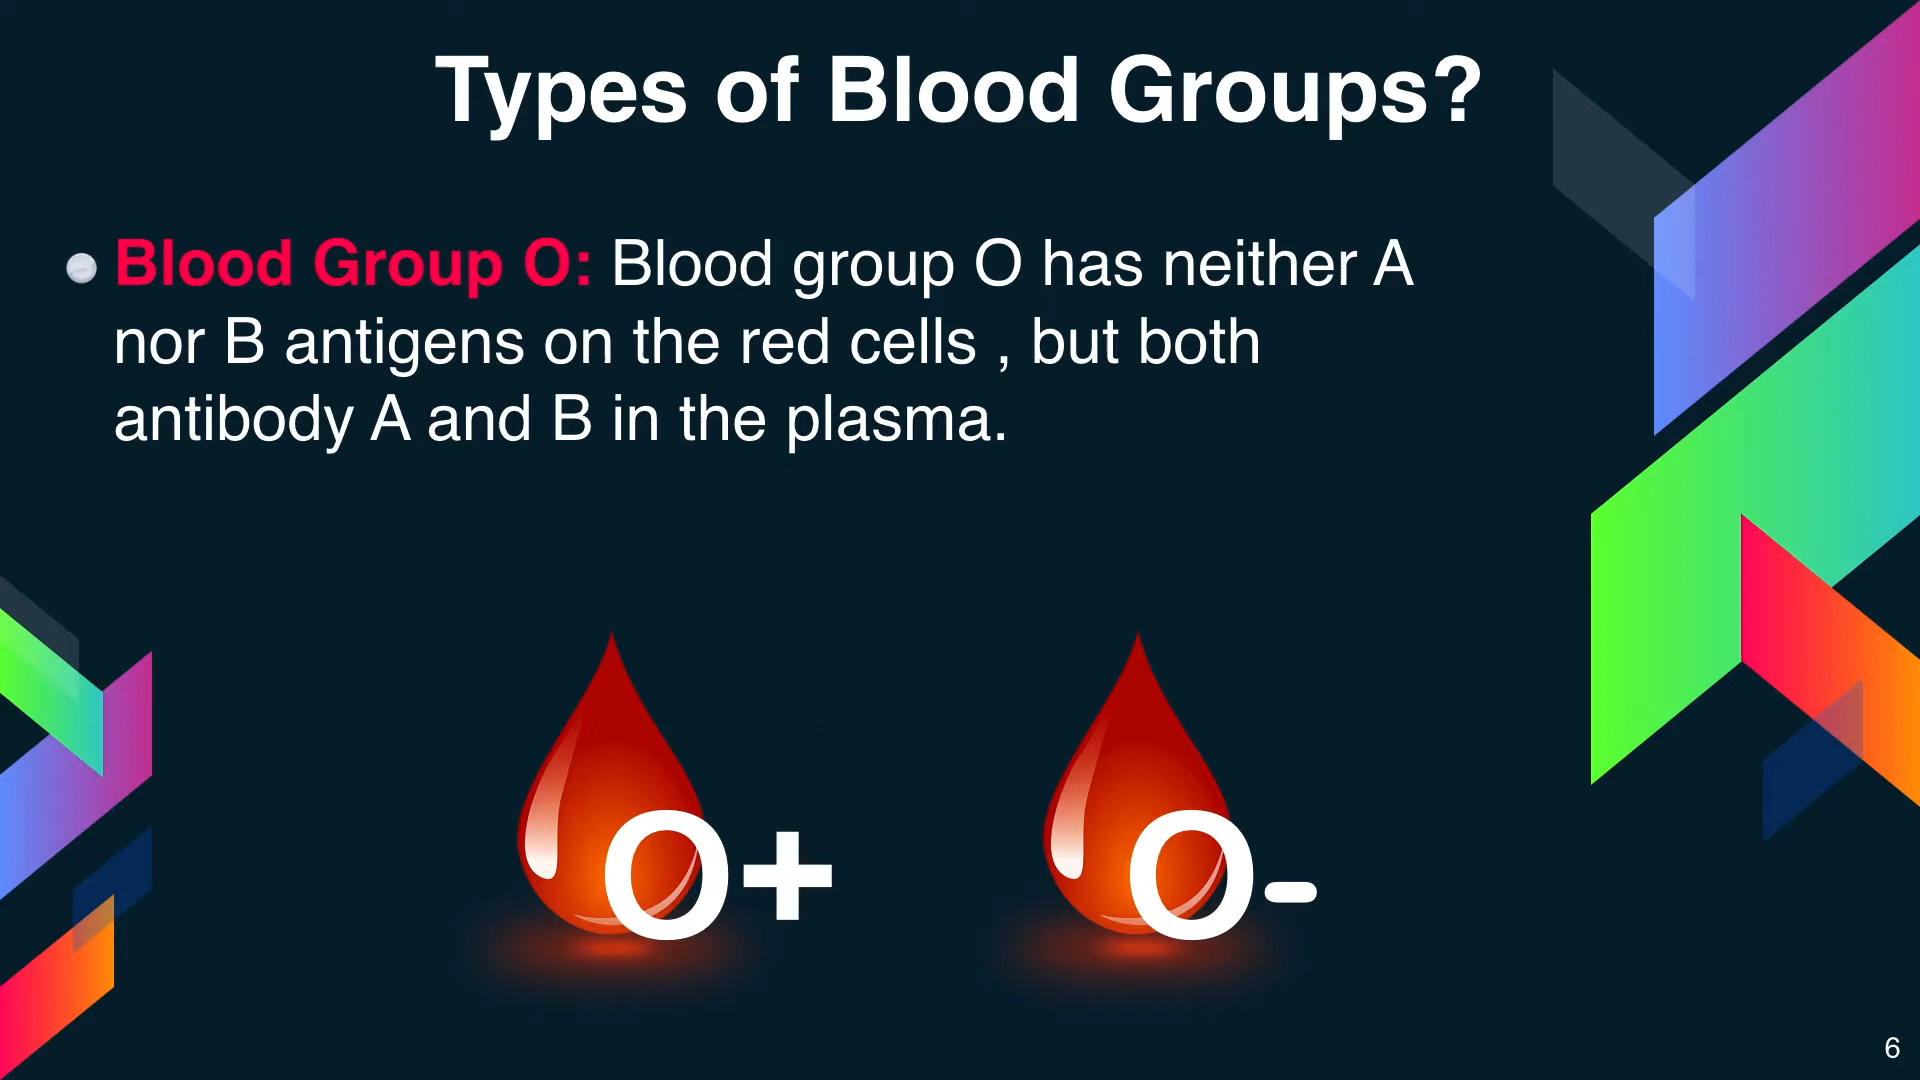 Types of Blood Groups?
Blood Group O: Blood group O has neither A
nor B antigens on the red cells , but both
antibody A and B in the plasma.
O+
O-
6